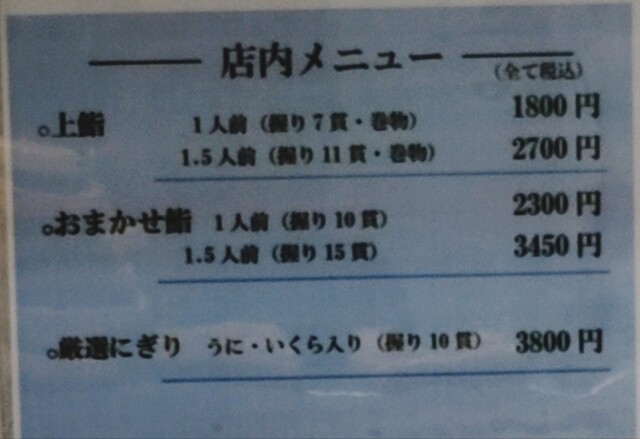 店内メニュー
(全て税込)
○上鮨 1人前(握り7貫・巻物) 1800円
1.5人前(握り11貫・巻物) 2700円
○おまかせ鮨 1人前(握り10貫) 2300円
1.5人前(握り15貫) 3450円
○厳選にぎり うに・いくら入り(握り10貫) 3800円